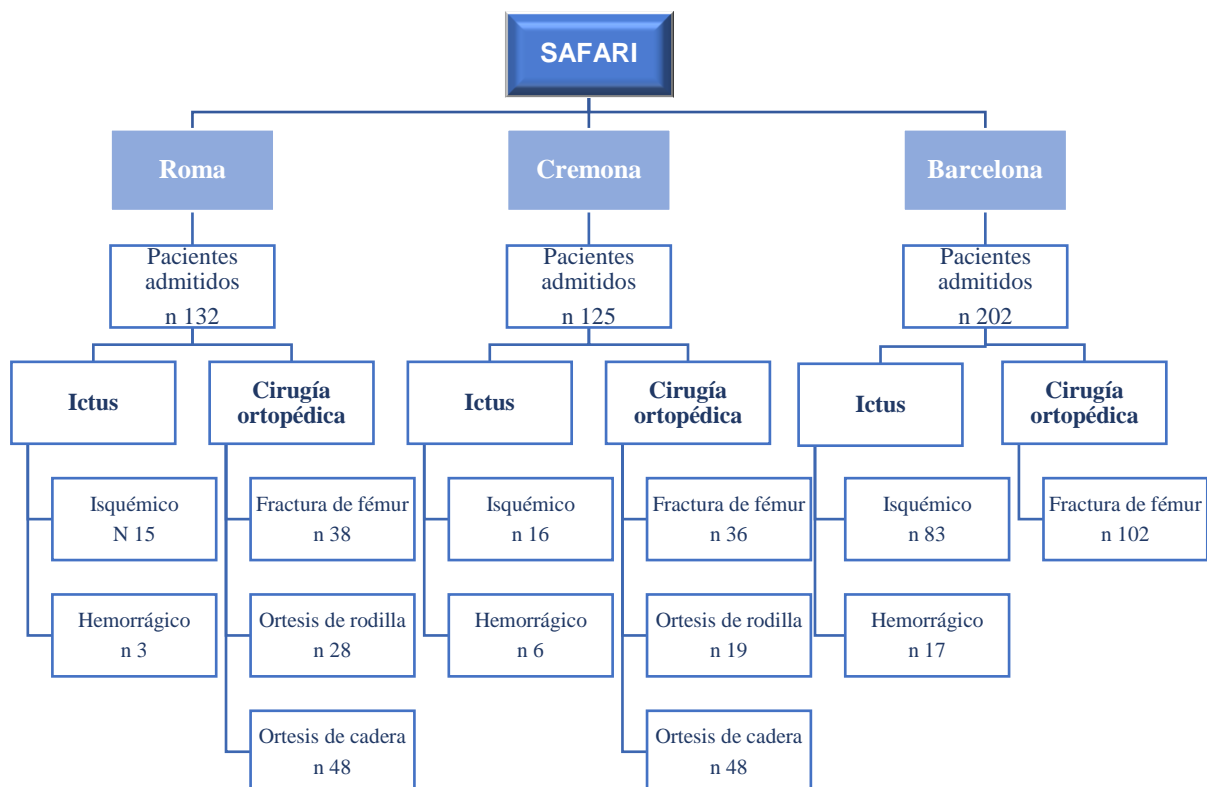 SAFARI
Roma
Cremona
Barcelona
Pacientes
admitidos
n 132
Pacientes
admitidos
n 125
Pacientes
admitidos
n 202
Ictus
Cirugía
ortopédica
Ictus
Cirugía
ortopédica
Ictus
Cirugía
ortopédica
Isquémico
N 15
Fractura de fémur
n 38
Isquémico
n 16
Fractura de fémur
n 36
Isquémico
n 83
Fractura de fémur
n 102
Hemorrágico
n 3
Ortesis de rodilla
n 28
Hemorrágico
n 6
Ortesis de rodilla
n 19
Hemorrágico
n 17
Ortesis de cadera
n 48
Ortesis de cadera
n 48